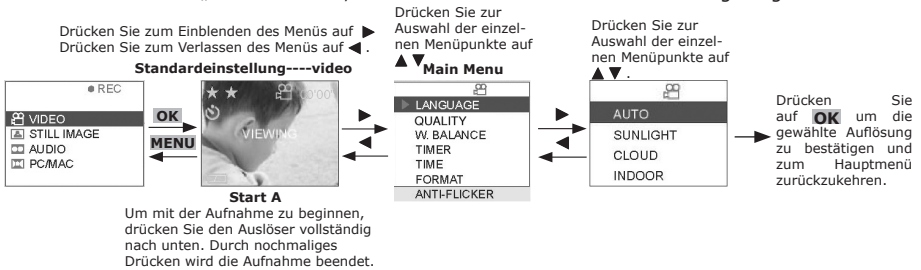 Drücken Sie zum Einblenden des Menüs auf ▶
Drücken Sie zum Verlassen des Menüs auf ◀ .
Standardeinstellung----video
Drücken Sie zur
Auswahl der einzel-
nen Menüpunkte auf
▲ ▼
Main Menu
Drücken Sie zur
Auswahl der einzel-
nen Menüpunkte auf
▲ ▼ .
● REC
VIDEO
STILL IMAGE
AUDIO
PC/MAC
OK
MENU
00:00'00"
VIEWING
Start A
Um mit der Aufnahme zu beginnen,
drücken Sie den Auslöser vollständig
nach unten. Durch nochmaliges
Drücken wird die Aufnahme beendet.
▶
◀
LANGUAGE
QUALITY
W. BALANCE
TIMER
TIME
FORMAT
ANTI-FLICKER
▶
◀
AUTO
SUNLIGHT
CLOUD
INDOOR
Drücken Sie
auf OK um die
gewählte Auflösung
zu bestätigen und
zum Hauptmenü
zurückzukehren.